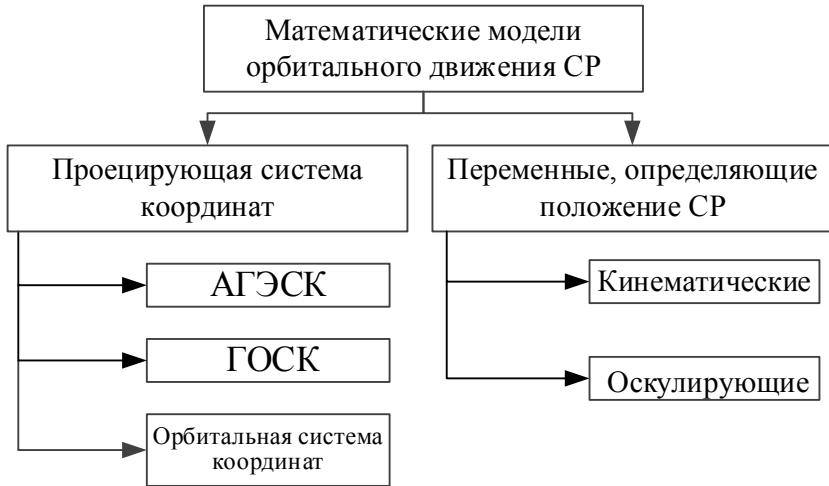 Математические модели
орбитального движения СР
Проецирующая система
координат
АГЭСК
ГОСК
Орбитальная система
координат
Переменные, определяющие
положение СР
Кинематические
Оскулирующие